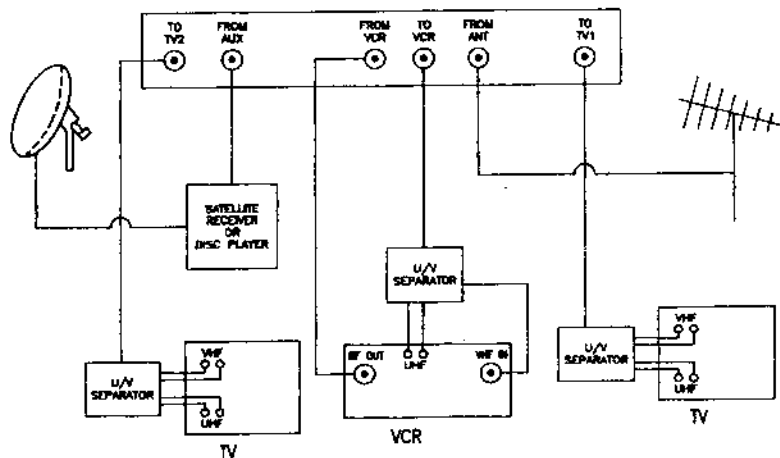 TO
TV2
FROM
AUX
FROM
VCR
TO
VCR
FROM
ANT
TO
TV1
SATELLITE
RECEIVER
OR
DISC PLAYER
U/V
SEPARATOR
RF OUT
UHF
VHF IN
VCR
U/V
SEPARATOR
VHF
UHF
TV
U/V
SEPARATOR
VHF
UHF
TV